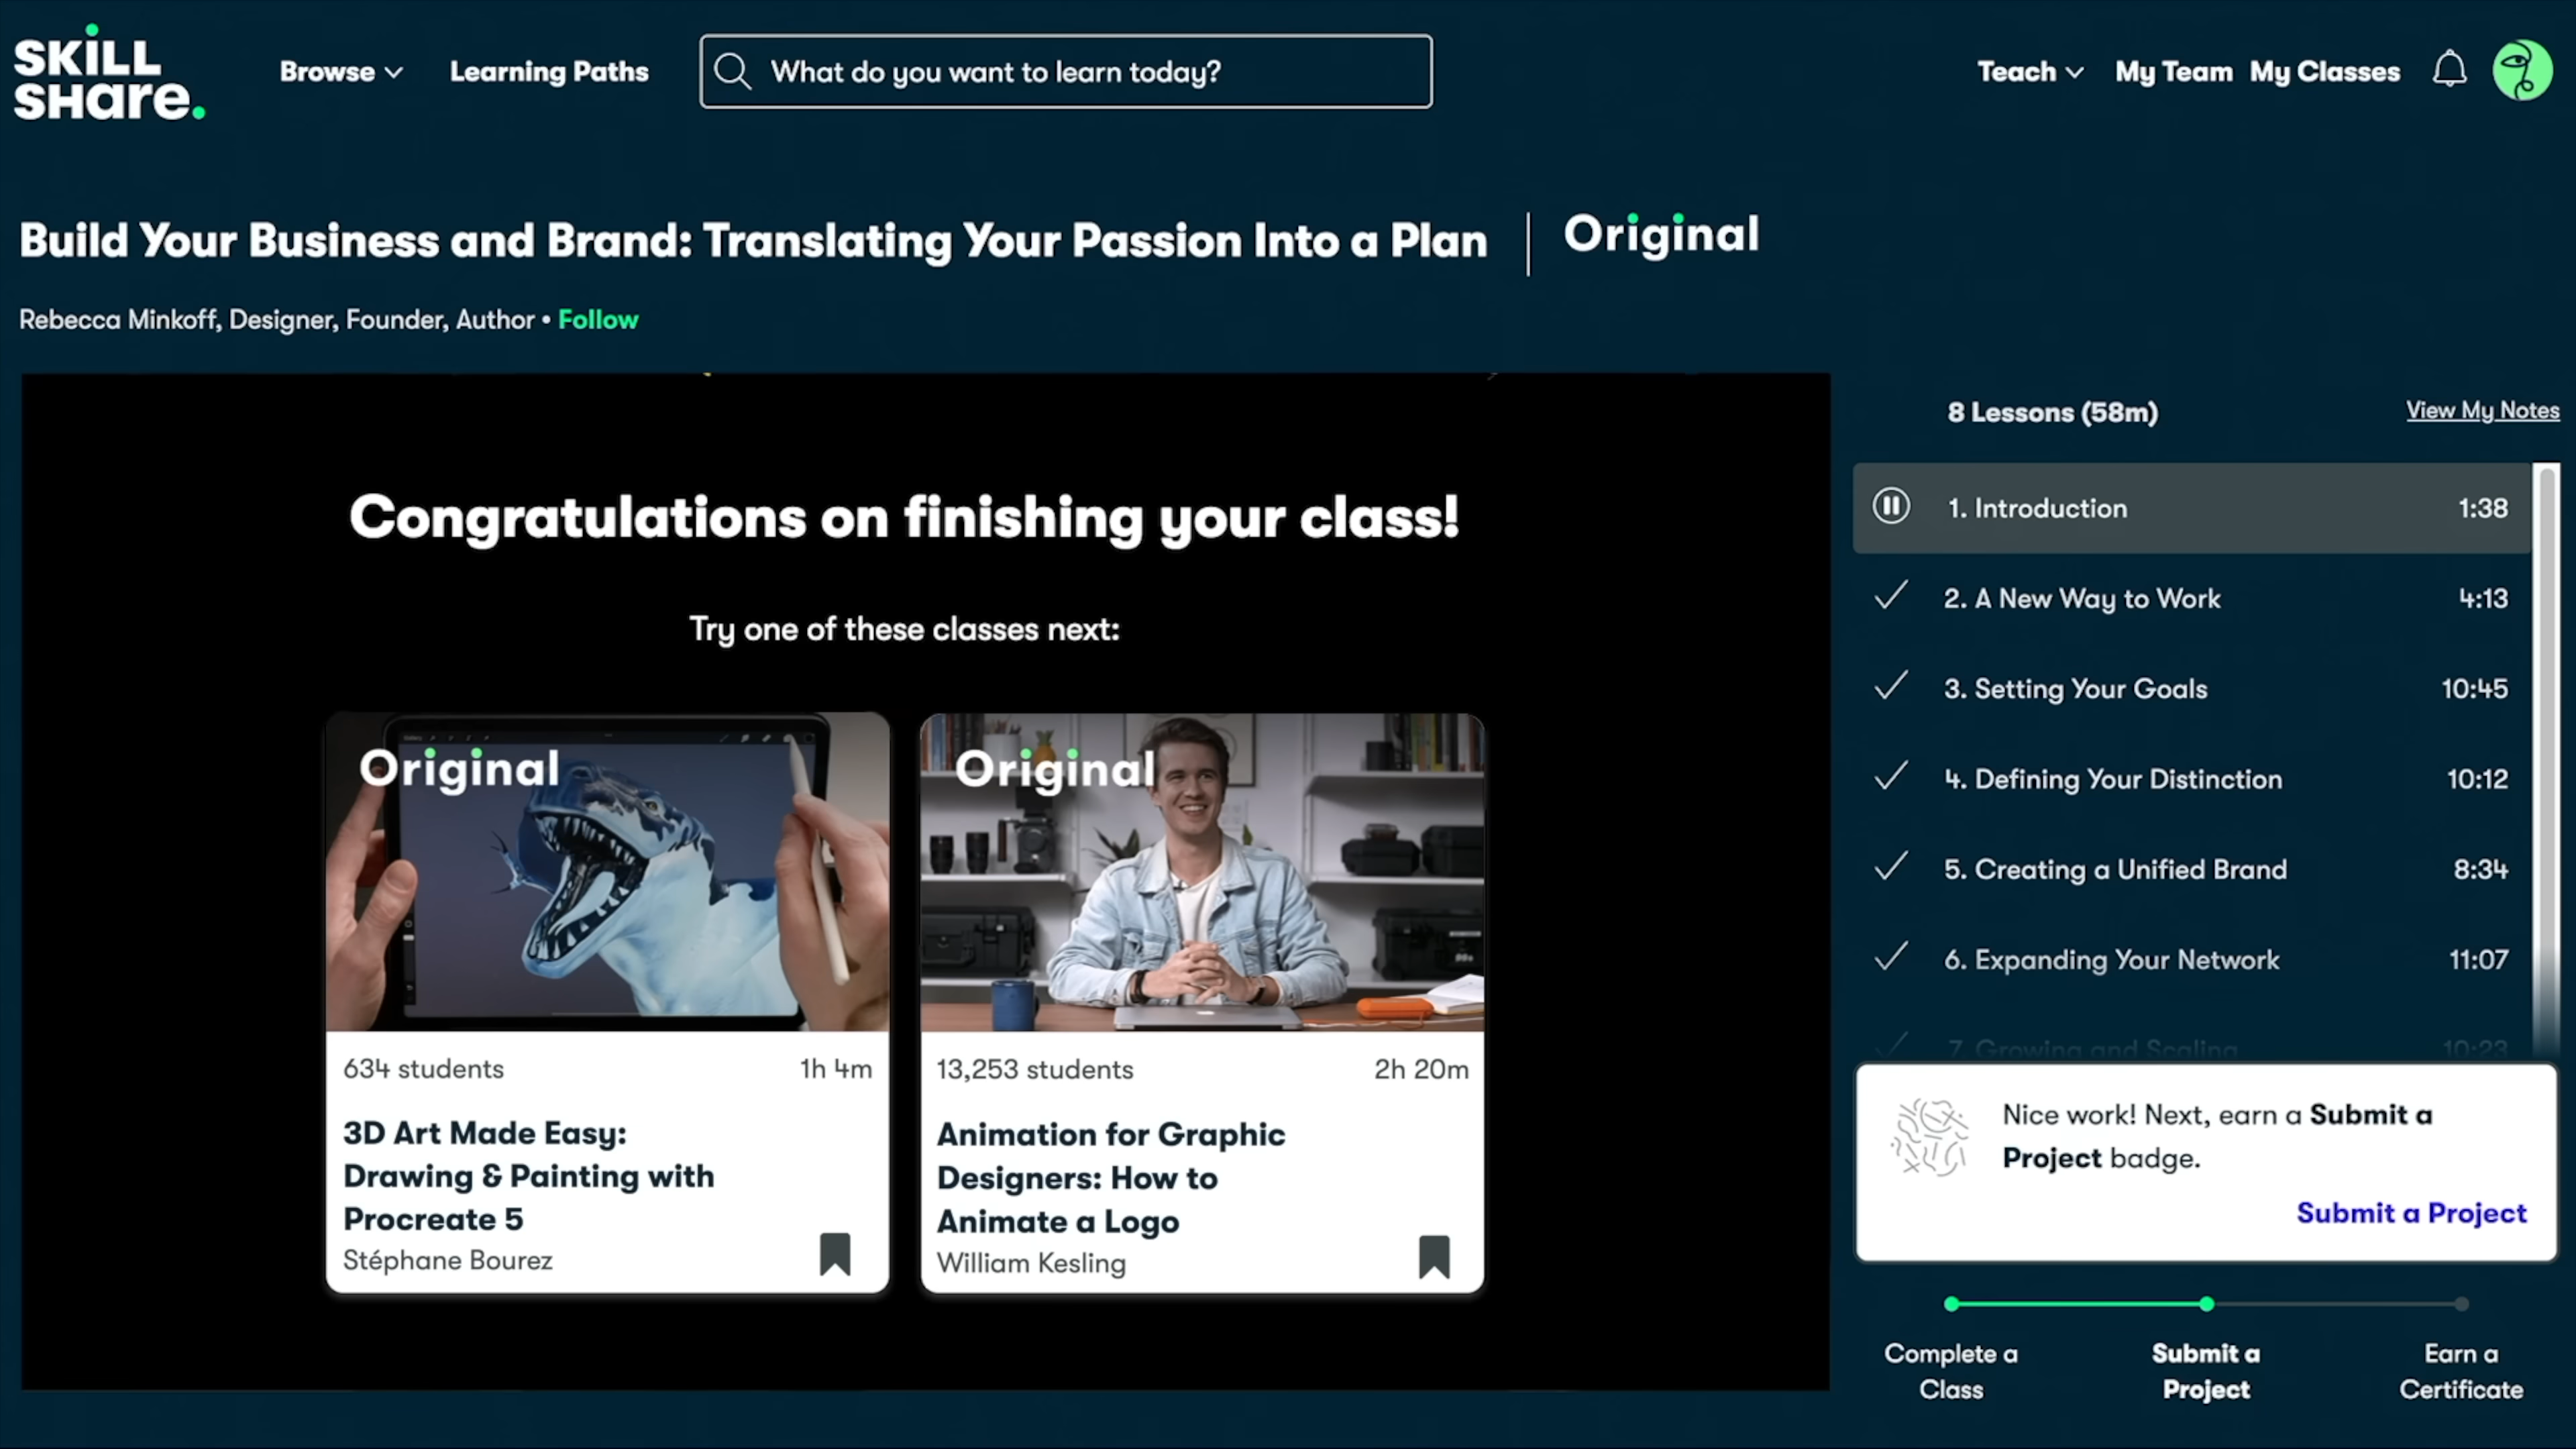 SKILL
SHare.
Browse
Learning Paths
What do you want to learn today?
Teach
My Team
My Classes
Build Your Business and Brand: Translating Your Passion Into a Plan
Original
Rebecca Minkoff, Designer, Founder, Author • Follow
Congratulations on finishing your class!
Try one of these classes next:
Original
634 students 1h 4m
3D Art Made Easy:
Drawing & Painting with
Procreate 5
Stéphane Bourez
Original
13,253 students 2h 20m
Animation for Graphic
Designers: How to
Animate a Logo
William Kesling
8 Lessons (58m) View My Notes
1. Introduction 1:38
2. A New Way to Work 4:13
3. Setting Your Goals 10:45
4. Defining Your Distinction 10:12
5. Creating a Unified Brand 8:34
6. Expanding Your Network 11:07
7. Growing and Scaling 10:23
Nice work! Next, earn a Submit a
Project badge.
Submit a Project
Complete a
Class
Submit a
Project
Earn a
Certificate